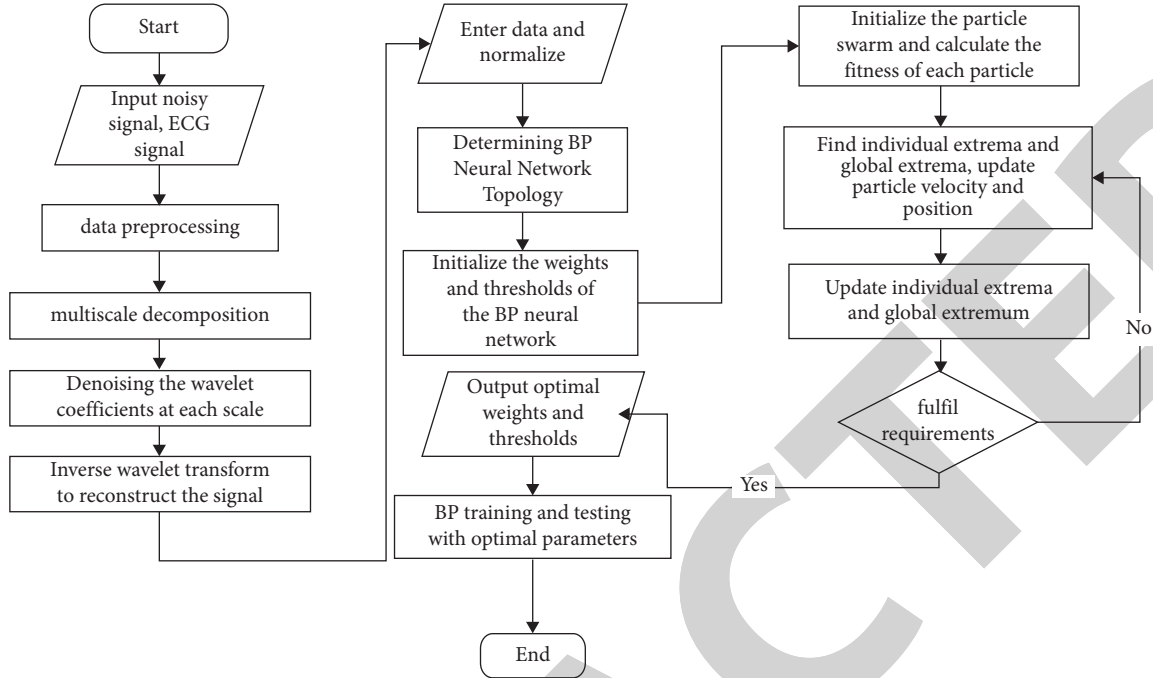 Start
Input noisy
signal, ECG
signal
data preprocessing
multiscale decomposition
Denoising the wavelet
coefficients at each scale
Inverse wavelet transform
to reconstruct the signal
Enter data and
normalize
Determining BP
Neural Network
Topology
Initialize the weights
and thresholds of
the BP neural
network
Output optimal
weights and
thresholds
BP training and testing
with optimal parameters
End
Initialize the particle
swarm and calculate the
fitness of each particle
Find individual extrema and
global extrema, update
particle velocity and
position
Update individual extrema
and global extremum
fulfil
requirements
No
Yes